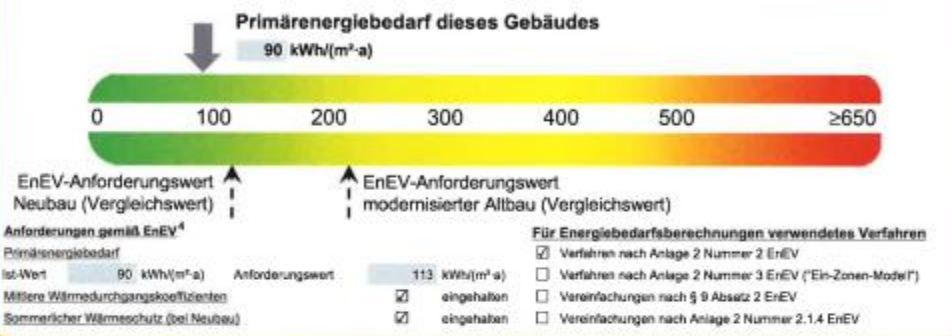 Primärenergiebedarf dieses Gebäudes
90 kWh/(m²·a)
0 100 200 300 400 500 ≥650
EnEV-Anforderungswert
Neubau (Vergleichswert)
EnEV-Anforderungswert
modernisierter Altbau (Vergleichswert)
Anforderungen gemäß EnEV⁴
Primärenergiebedarf
Ist-Wert 90 kWh/(m²·a) Anforderungswert 113 kWh/(m²·a)
Mittlere Wärmedurchgangskoeffizienten ☑ eingehalten
Sommerlicher Wärmeschutz (bei Neubau) ☑ eingehalten
Für Energiebedarfsberechnungen verwendetes Verfahren
☑ Verfahren nach Anlage 2 Nummer 2 EnEV
☐ Verfahren nach Anlage 2 Nummer 3 EnEV ("Ein-Zonen-Modell")
☐ Vereinfachungen nach § 9 Absatz 2 EnEV
☐ Vereinfachungen nach Anlage 2 Nummer 2.1.4 EnEV